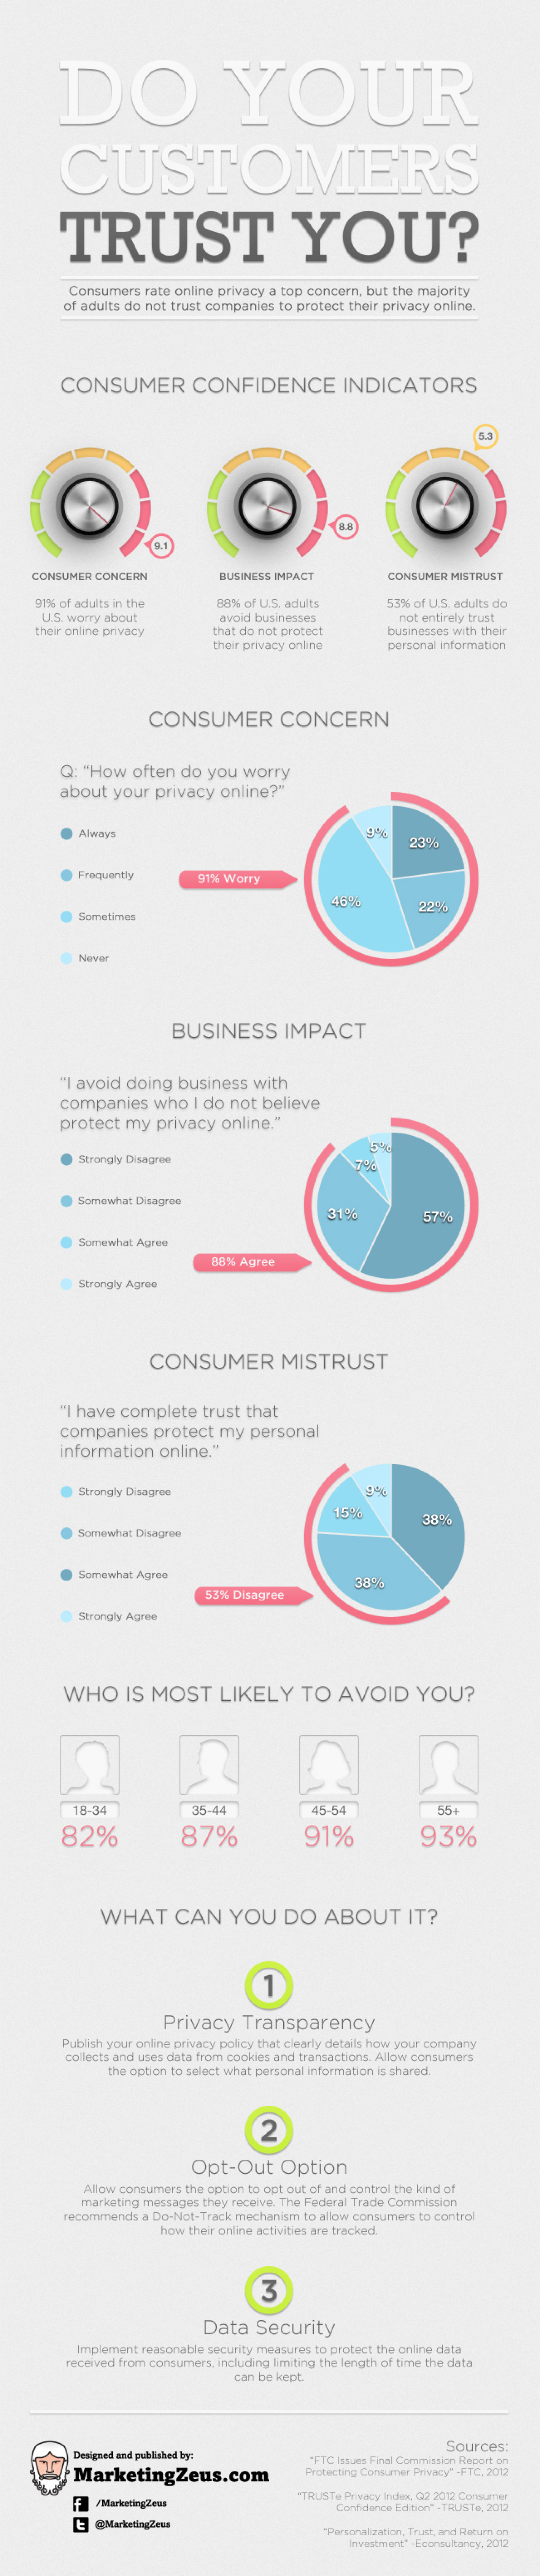 DO YOUR
CUSTOMERS
TRUST YOU?
Consumers rate online privacy a top concern, but the majority
of adults do not trust companies to protect their privacy online.
CONSUMER CONFIDENCE INDICATORS
9.1
CONSUMER CONCERN
91% of adults in the
U.S. worry about
their online privacy
8.8
BUSINESS IMPACT
88% of U.S. adults
avoid businesses
that do not protect
their privacy online
5.3
CONSUMER MISTRUST
53% of U.S. adults do
not entirely trust
businesses with their
personal information
CONSUMER CONCERN
Q: “How often do you worry
about your privacy online?”
Always
Frequently
Sometimes
Never
91% Worry
9%
23%
46%
22%
BUSINESS IMPACT
“I avoid doing business with
companies who I do not believe
protect my privacy online.”
Strongly Disagree
Somewhat Disagree
Somewhat Agree
Strongly Agree
88% Agree
5%
7%
31%
57%
CONSUMER MISTRUST
“I have complete trust that
companies protect my personal
information online.”
Strongly Disagree
Somewhat Disagree
Somewhat Agree
Strongly Agree
53% Disagree
9%
15%
38%
38%
WHO IS MOST LIKELY TO AVOID YOU?
18-34
82%
35-44
87%
45-54
91%
55+
93%
WHAT CAN YOU DO ABOUT IT?
1
Privacy Transparency
Publish your online privacy policy that clearly details how your company
collects and uses data from cookies and transactions. Allow consumers
the option to select what personal information is shared.
2
Opt-Out Option
Allow consumers the option to opt out of and control the kind of
marketing messages they receive. The Federal Trade Commission
recommends a Do-Not-Track mechanism to allow consumers to control
how their online activities are tracked.
3
Data Security
Implement reasonable security measures to protect the online data
received from consumers, including limiting the length of time the data
can be kept.
Designed and published by:
MarketingZeus.com
f /MarketingZeus
t @MarketingZeus
Sources:
“FTC Issues Final Commission Report on
Protecting Consumer Privacy” -FTC, 2012
“TRUSTe Privacy Index, Q2 2012 Consumer
Confidence Edition” -TRUSTe, 2012
“Personalization, Trust, and Return on
Investment” -Econsultancy, 2012